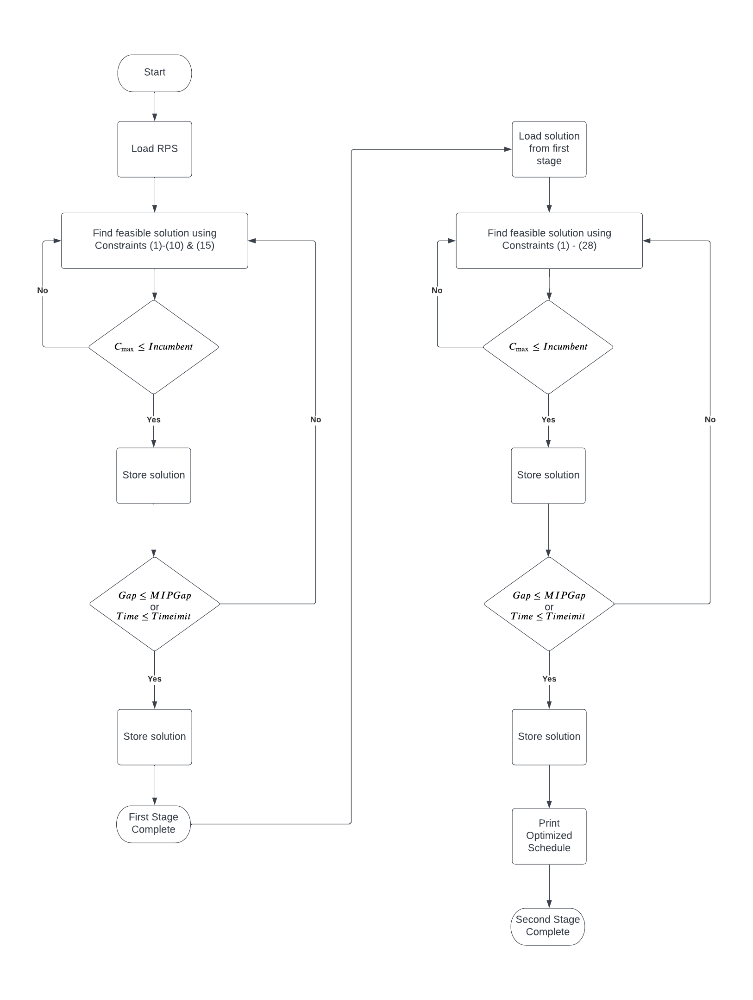 Start
Load RPS
Find feasible solution using
Constraints (1)-(10) & (15)
No
C_max ≤ Incumbent
Yes
No
Store solution
Gap ≤ MIPGap
or
Time ≤ Timeimit
Yes
Store solution
First Stage
Complete
Load solution
from first
stage
Find feasible solution using
Constraints (1) - (28)
No
C_max ≤ Incumbent
Yes
No
Store solution
Gap ≤ MIPGap
or
Time ≤ Timeimit
Yes
Store solution
Print
Optimized
Schedule
Second Stage
Complete